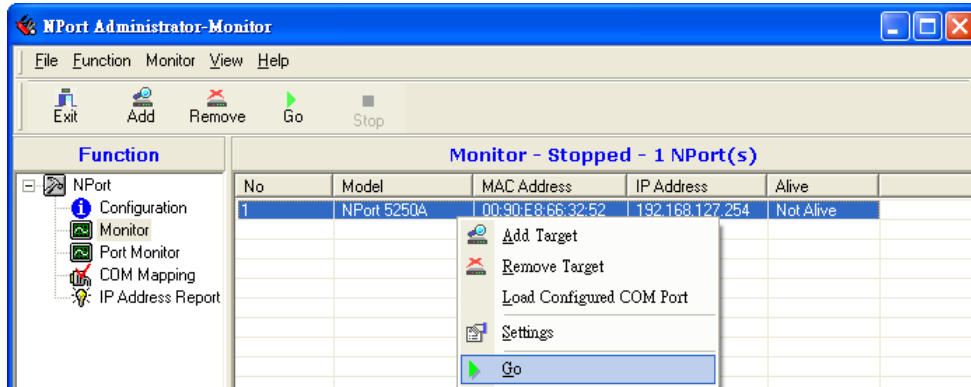 NPort Administrator-Monitor
File Function Monitor View Help
Exit Add Remove Go Stop
Function
Monitor - Stopped - 1 NPort(s)
NPort
Configuration
Monitor
Port Monitor
COM Mapping
IP Address Report
No Model MAC Address IP Address Alive
1 NPort 5250A 00:90:E8:66:32:52 192.168.127.254 Not Alive
Add Target
Remove Target
Load Configured COM Port
Settings
Go